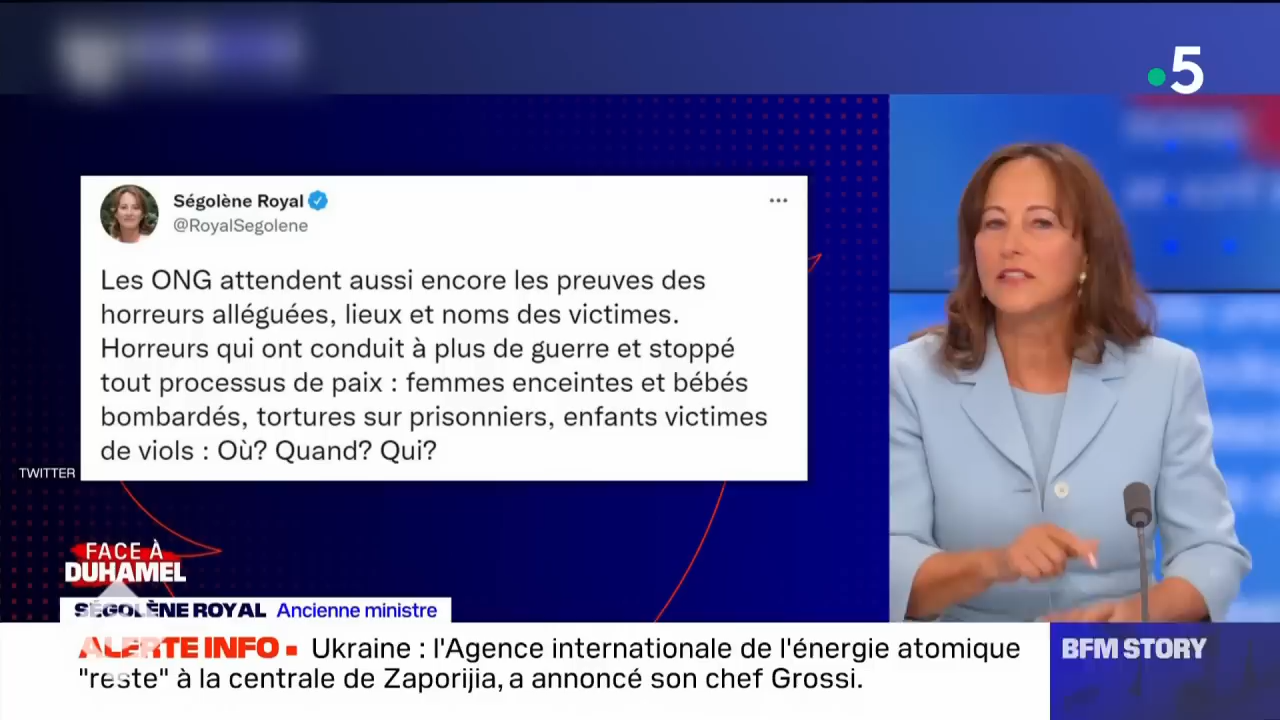 5
Ségolène Royal
@RoyalSegolene
Les ONG attendent aussi encore les preuves des
horreurs alléguées, lieux et noms des victimes.
Horreurs qui ont conduit à plus de guerre et stoppé
tout processus de paix : femmes enceintes et bébés
bombardés, tortures sur prisonniers, enfants victimes
de viols : Où? Quand? Qui?
TWITTER
FACE À
DUHAMEL
SÉGOLÈNE ROYAL Ancienne ministre
ALERTE INFO Ukraine : l'Agence internationale de l'énergie atomique
"reste" à la centrale de Zaporijia, a annoncé son chef Grossi.
BFM STORY